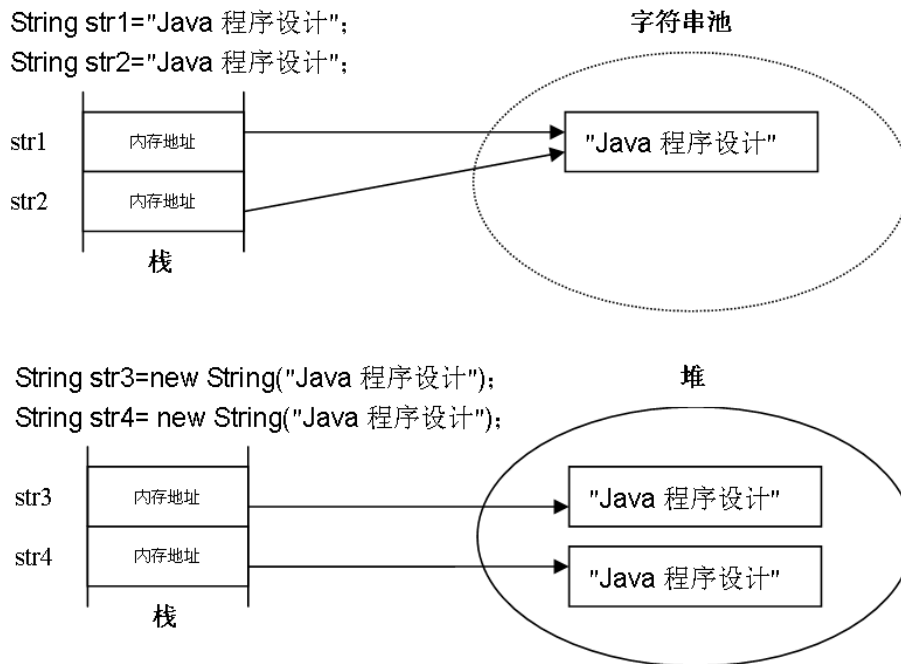 String str1="Java 程序设计";
字符串池
String str2="Java 程序设计";
str1
内存地址
"Java 程序设计"
str2
内存地址
栈
String str3=new String("Java 程序设计");
堆
String str4= new String("Java 程序设计");
str3
内存地址
"Java 程序设计"
str4
内存地址
"Java 程序设计"
栈